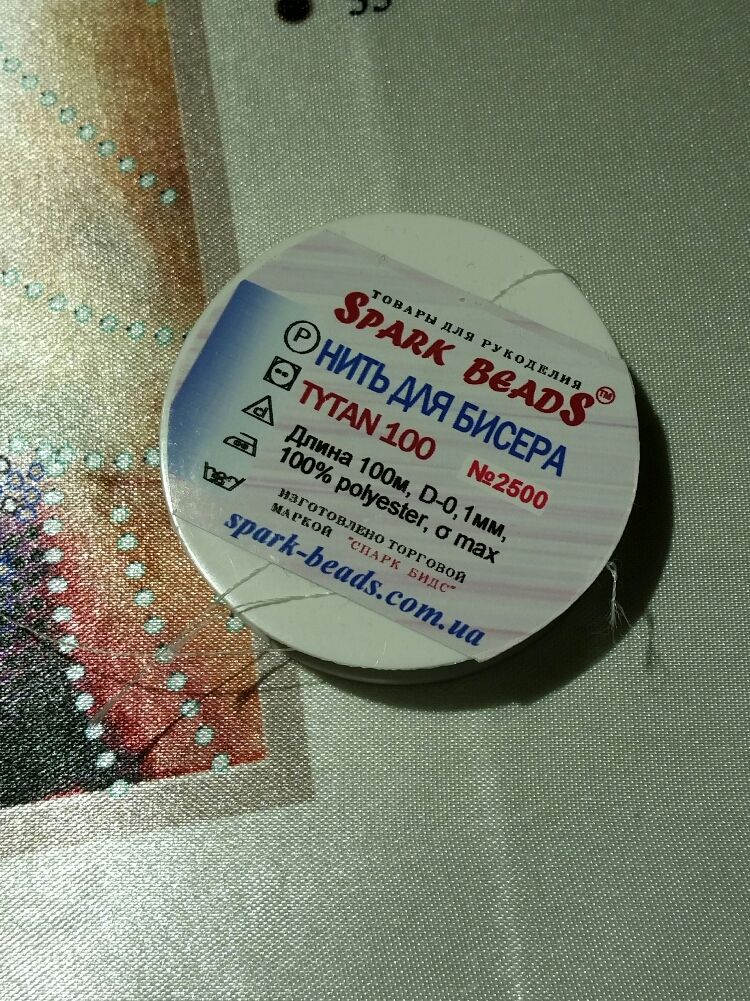 ТОВАРЫ ДЛЯ РУКОДЕЛИЯ
SPARK BEADS™
P НИТЬ ДЛЯ БИСЕРА
TYTAN 100
№2500
Длина 100м, D-0,1мм,
100% polyester, σ max
ИЗГОТОВЛЕНО ТОРГОВОЙ
МАРКОЙ "СПАРК БИДС"
spark-beads.com.ua